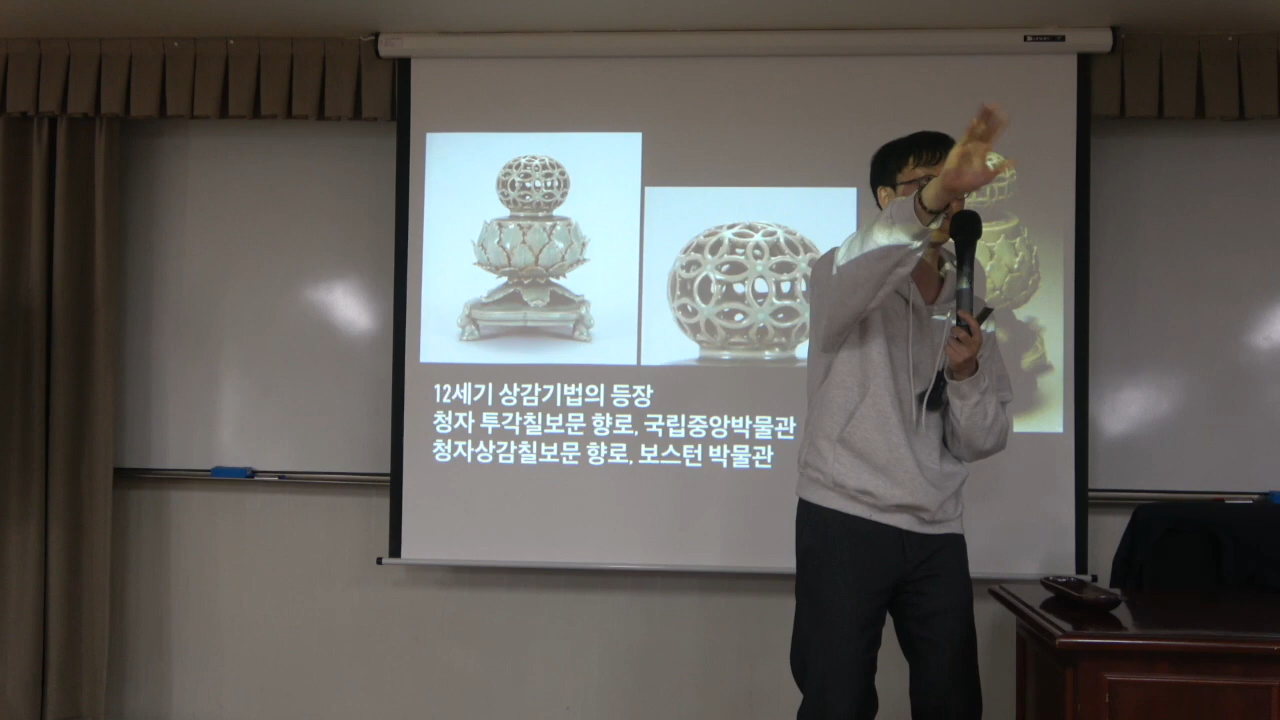 12세기 상감기법의 등장
청자 투각칠보문 향로, 국립중앙박물관
청자상감칠보문 향로, 보스턴 박물관